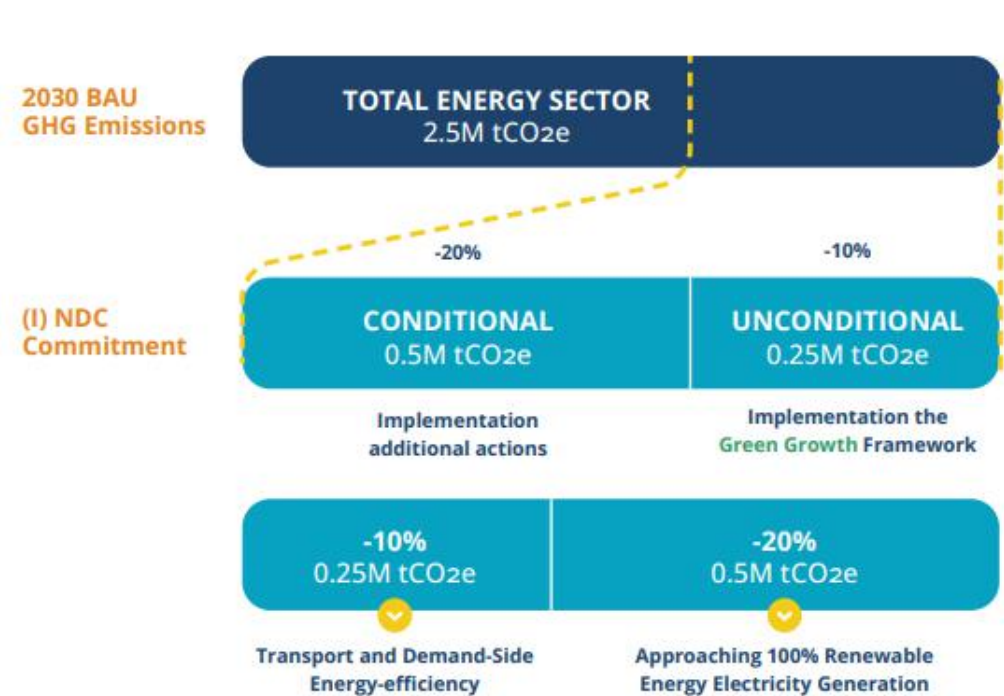 2030 BAU
GHG Emissions
TOTAL ENERGY SECTOR
2.5M tCO2e
-20%
-10%
(I) NDC
Commitment
CONDITIONAL
0.5M tCO2e
UNCONDITIONAL
0.25M tCO2e
Implementation
additional actions
Implementation the
Green Growth Framework
-10%
0.25M tCO2e
-20%
0.5M tCO2e
Transport and Demand-Side
Energy-efficiency
Approaching 100% Renewable
Energy Electricity Generation